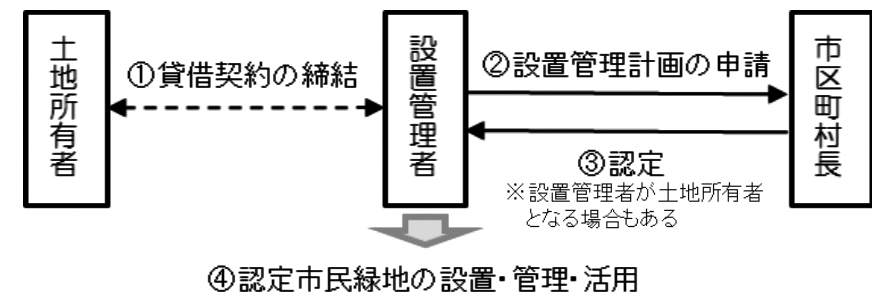 土地所有者
①貸借契約の締結
設置管理者
②設置管理計画の申請
③認定
※設置管理者が土地所有者
となる場合もある
市区町村長
④認定市民緑地の設置・管理・活用